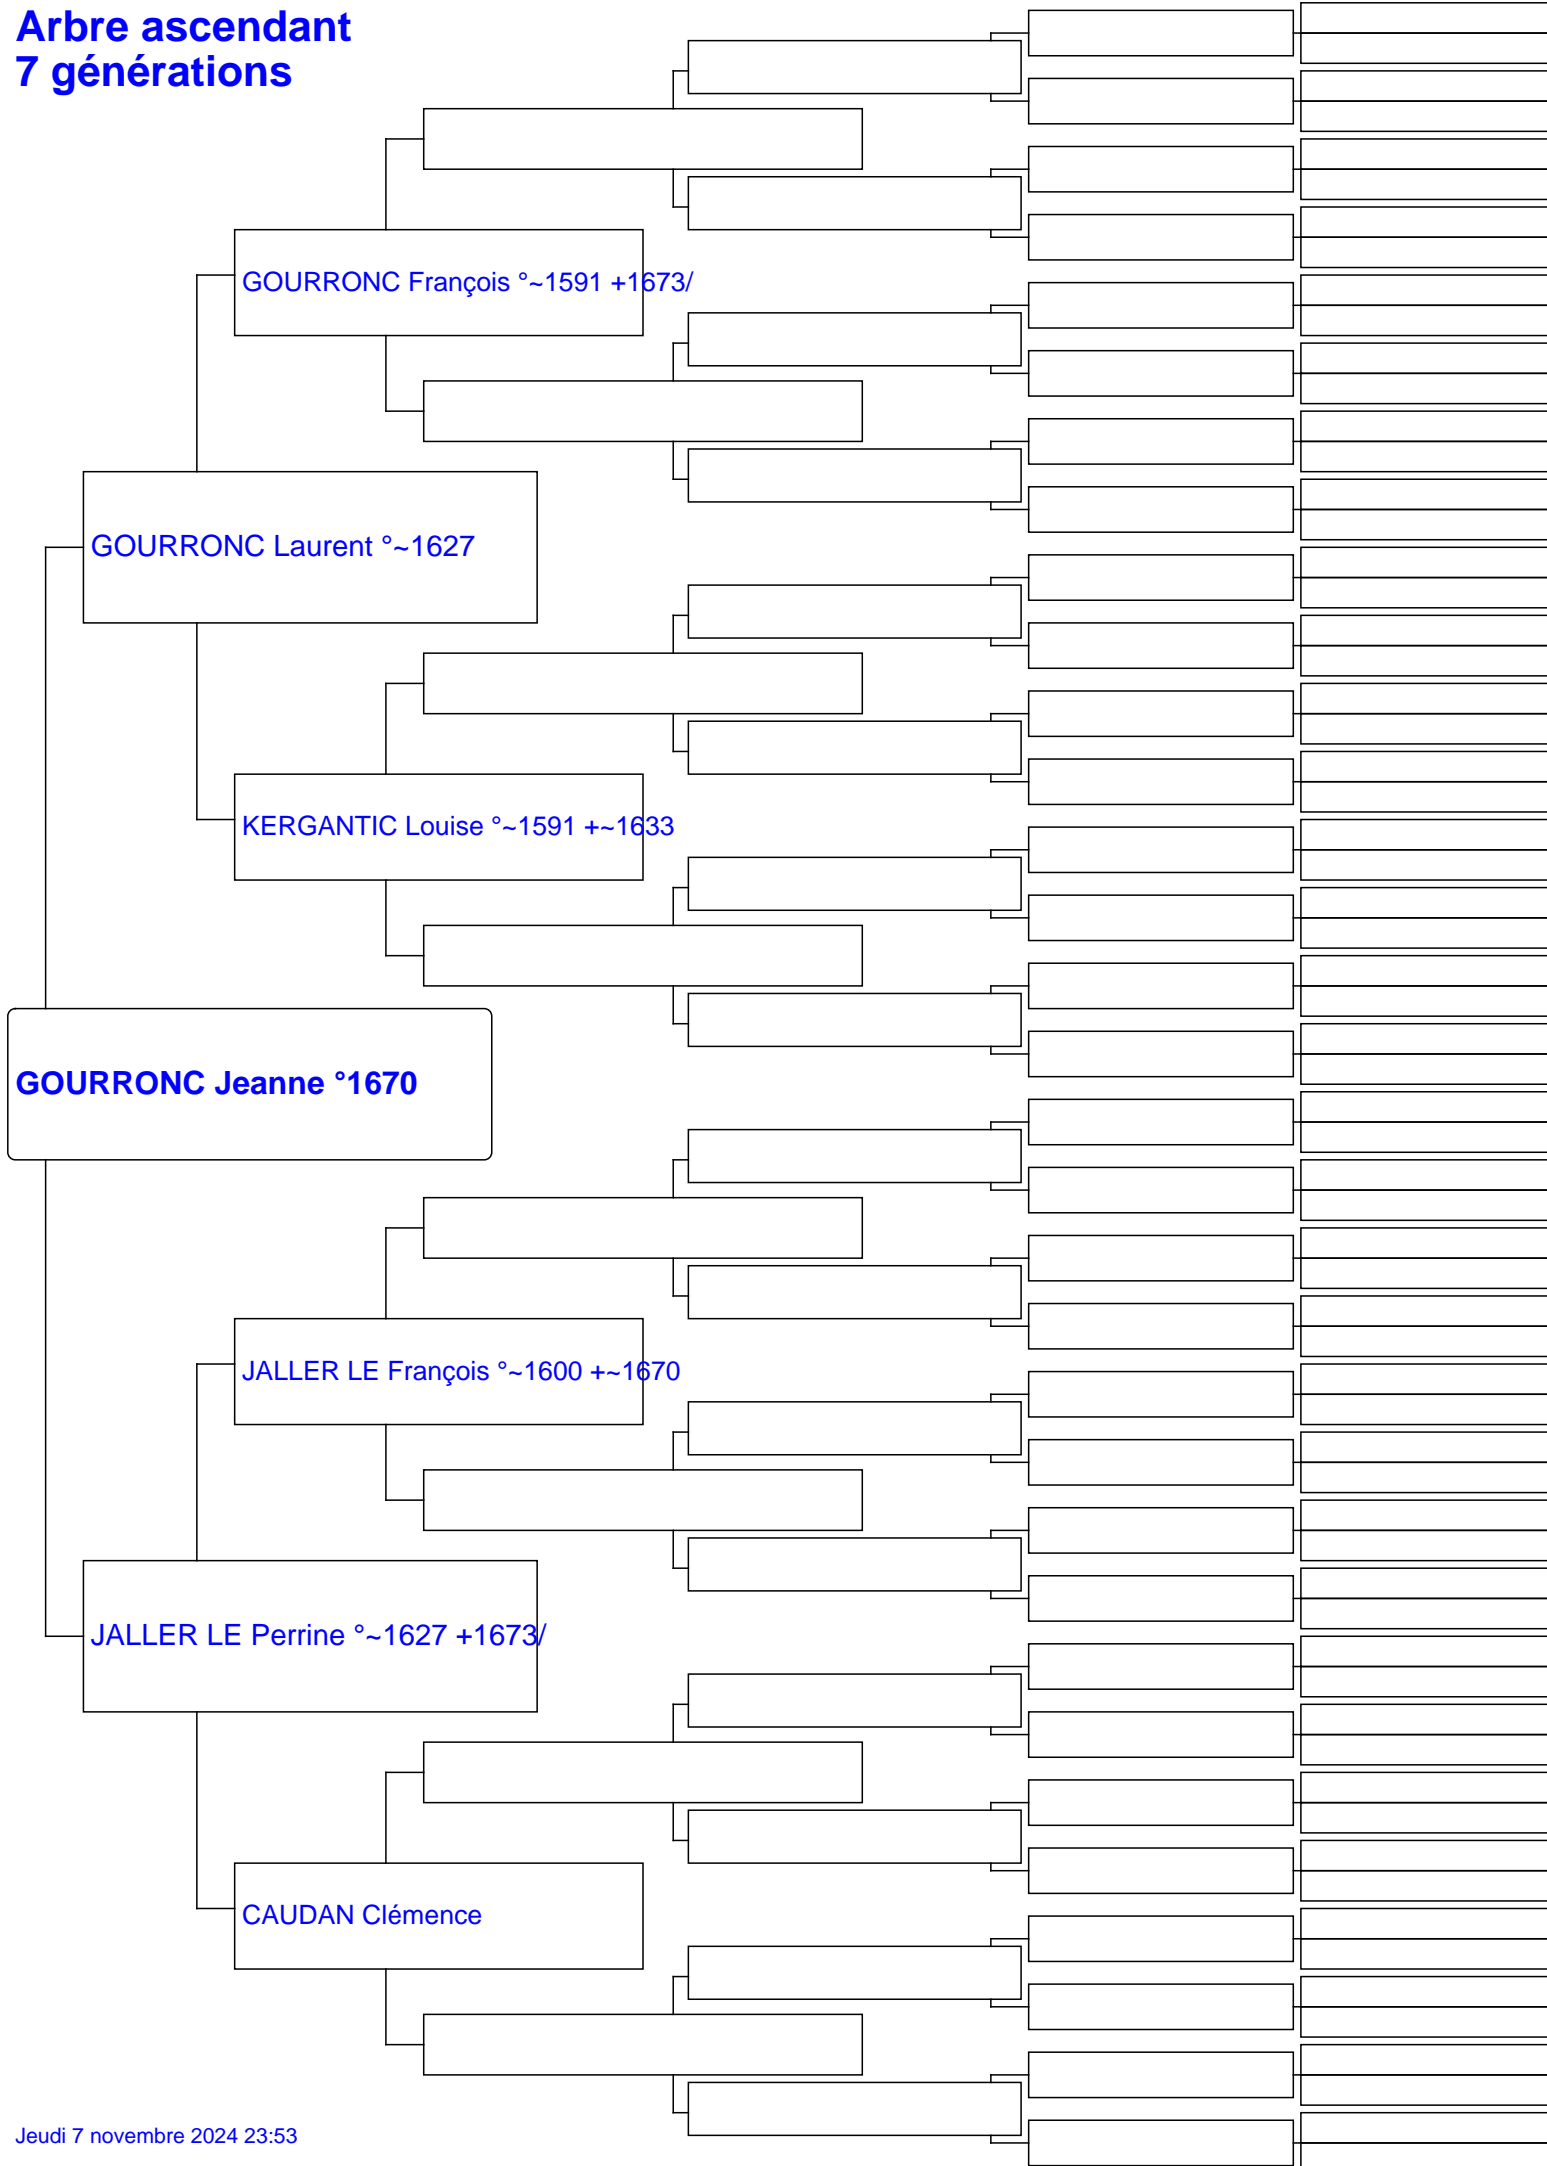 Arbre ascendant
7 générations
GOURRONC François °~1591 +1673/
GOURRONC Laurent °~1627
KERGANTIC Louise °~1591 +~1633
GOURRONC Jeanne °1670
JALLER LE François °~1600 +~1670
JALLER LE Perrine °~1627 +1673/
CAUDAN Clémence
Jeudi 7 novembre 2024 23:53